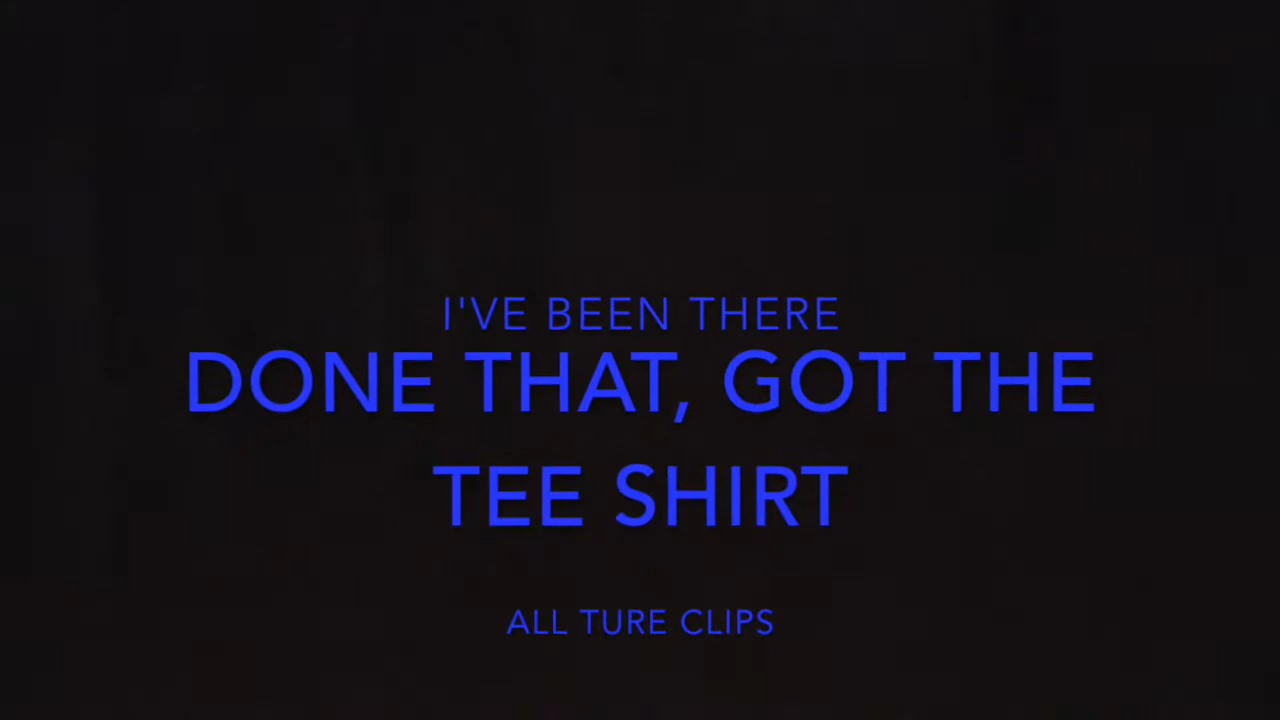 I'VE BEEN THERE
DONE THAT, GOT THE
TEE SHIRT
ALL TURE CLIPS